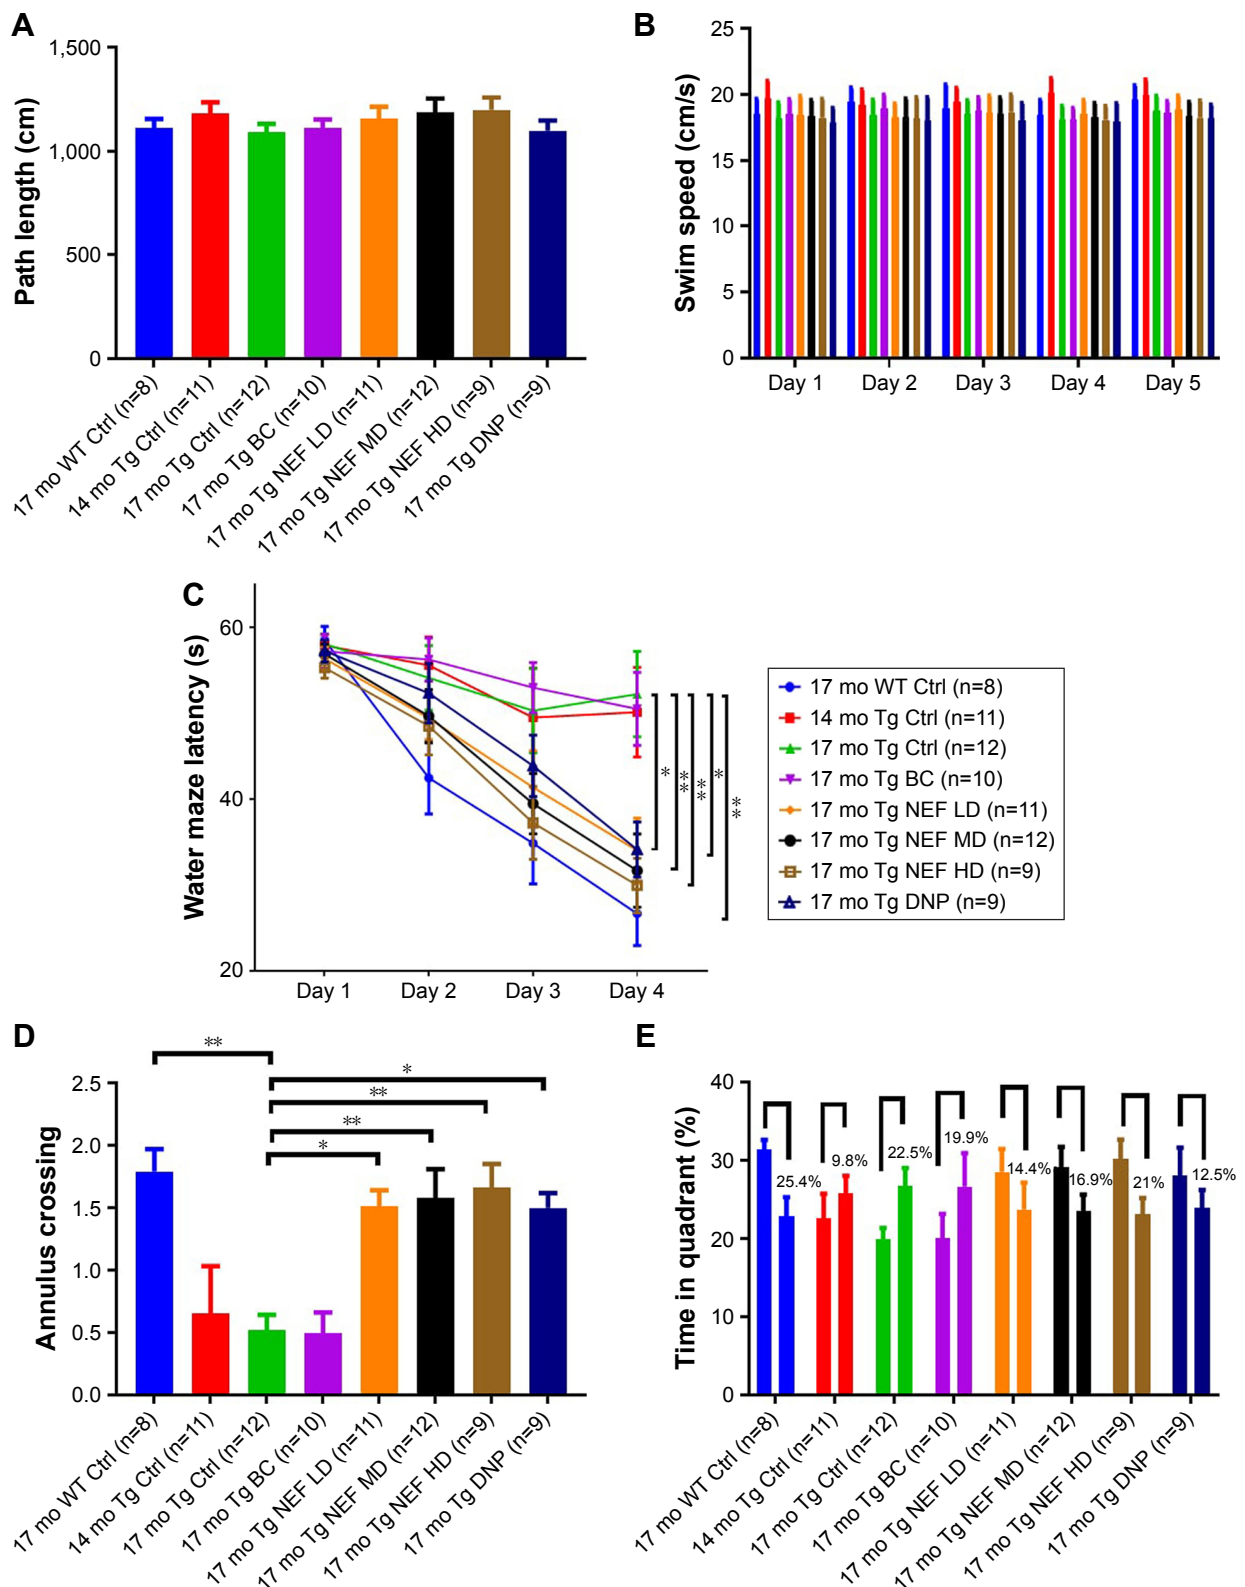 A
Path length (cm)
1,500
1,000
500
0
17 mo WT Ctrl (n=8)
14 mo Tg Ctrl (n=11)
17 mo Tg Ctrl (n=12)
17 mo Tg BC (n=10)
17 mo Tg NEF LD (n=11)
17 mo Tg NEF MD (n=12)
17 mo Tg NEF HD (n=9)
17 mo Tg DNP (n=9)
B
Swim speed (cm/s)
25
20
15
10
5
0
Day 1
Day 2
Day 3
Day 4
Day 5
C
Water maze latency (s)
60
40
20
Day 1
Day 2
Day 3
Day 4
*
**
**
*
**
17 mo WT Ctrl (n=8)
14 mo Tg Ctrl (n=11)
17 mo Tg Ctrl (n=12)
17 mo Tg BC (n=10)
17 mo Tg NEF LD (n=11)
17 mo Tg NEF MD (n=12)
17 mo Tg NEF HD (n=9)
17 mo Tg DNP (n=9)
D
Annulus crossing
2.5
2.0
1.5
1.0
0.5
0.0
**
*
**
**
*
17 mo WT Ctrl (n=8)
14 mo Tg Ctrl (n=11)
17 mo Tg Ctrl (n=12)
17 mo Tg BC (n=10)
17 mo Tg NEF LD (n=11)
17 mo Tg NEF MD (n=12)
17 mo Tg NEF HD (n=9)
17 mo Tg DNP (n=9)
E
Time in quadrant (%)
40
30
20
10
0
25.4%
9.8%
22.5%
19.9%
14.4%
16.9%
21%
12.5%
17 mo WT Ctrl (n=8)
14 mo Tg Ctrl (n=11)
17 mo Tg Ctrl (n=12)
17 mo Tg BC (n=10)
17 mo Tg NEF LD (n=11)
17 mo Tg NEF MD (n=12)
17 mo Tg NEF HD (n=9)
17 mo Tg DNP (n=9)